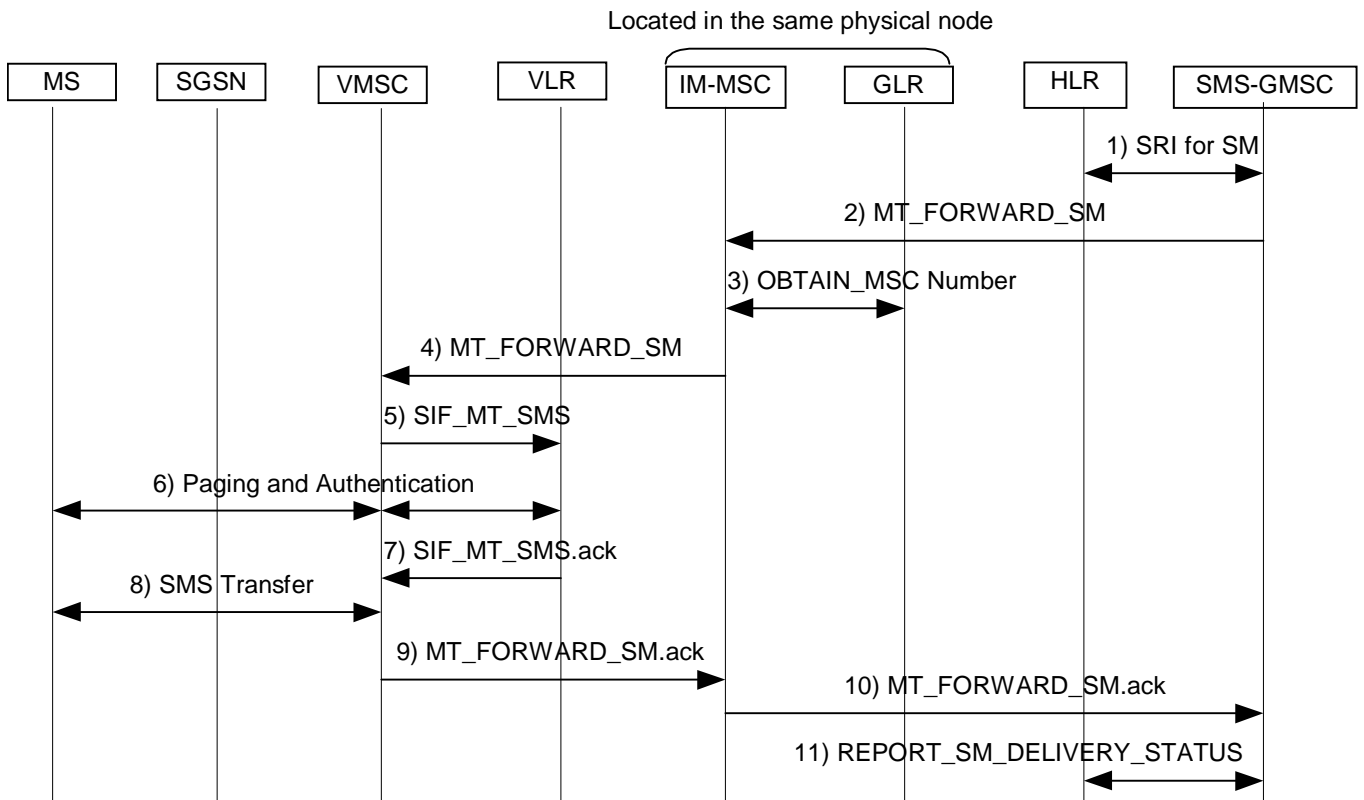 Located in the same physical node
MS
SGSN
VMSC
VLR
IM-MSC
GLR
HLR
SMS-GMSC
1) SRI for SM
2) MT_FORWARD_SM
3) OBTAIN_MSC Number
4) MT_FORWARD_SM
5) SIF_MT_SMS
6) Paging and Authentication
7) SIF_MT_SMS.ack
8) SMS Transfer
9) MT_FORWARD_SM.ack
10) MT_FORWARD_SM.ack
11) REPORT_SM_DELIVERY_STATUS